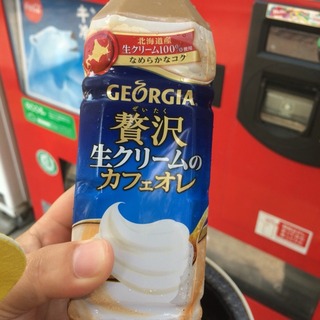 北海道産
生クリーム100%使用
なめらかなコク
GEORGIA
ぜいたく
贅沢
生クリームの
カフェオレ